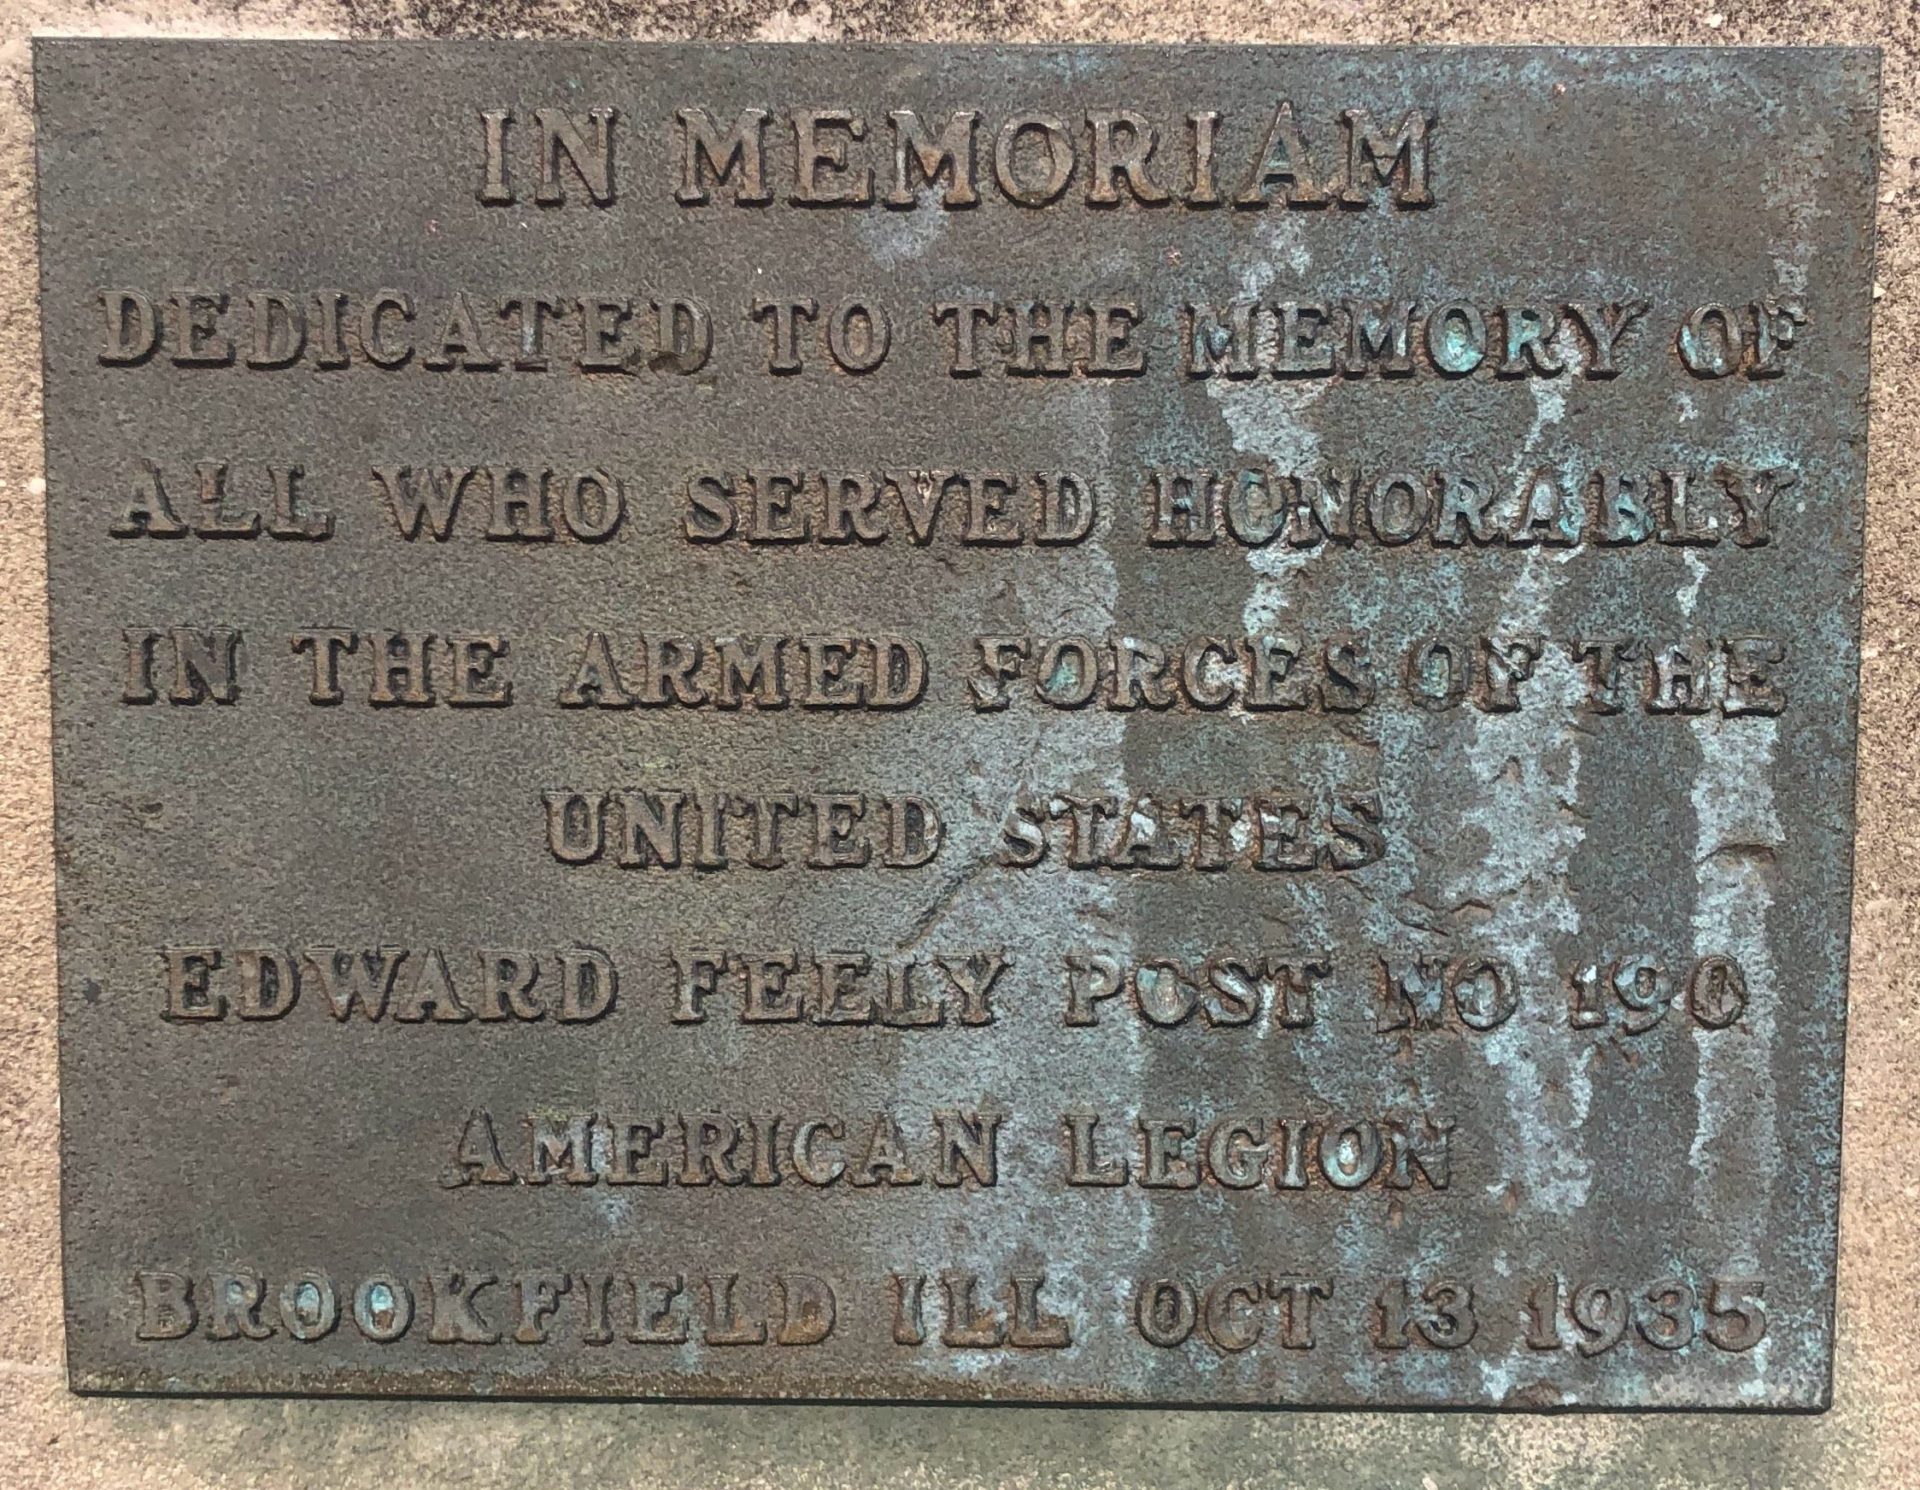 IN MEMORIAM
DEDICATED TO THE MEMORY OF
ALL WHO SERVED HONORABLY
IN THE ARMED FORCES OF THE
UNITED STATES
EDWARD FEELY POST NO 190
AMERICAN LEGION
BROOKFIELD ILL OCT 13 1935